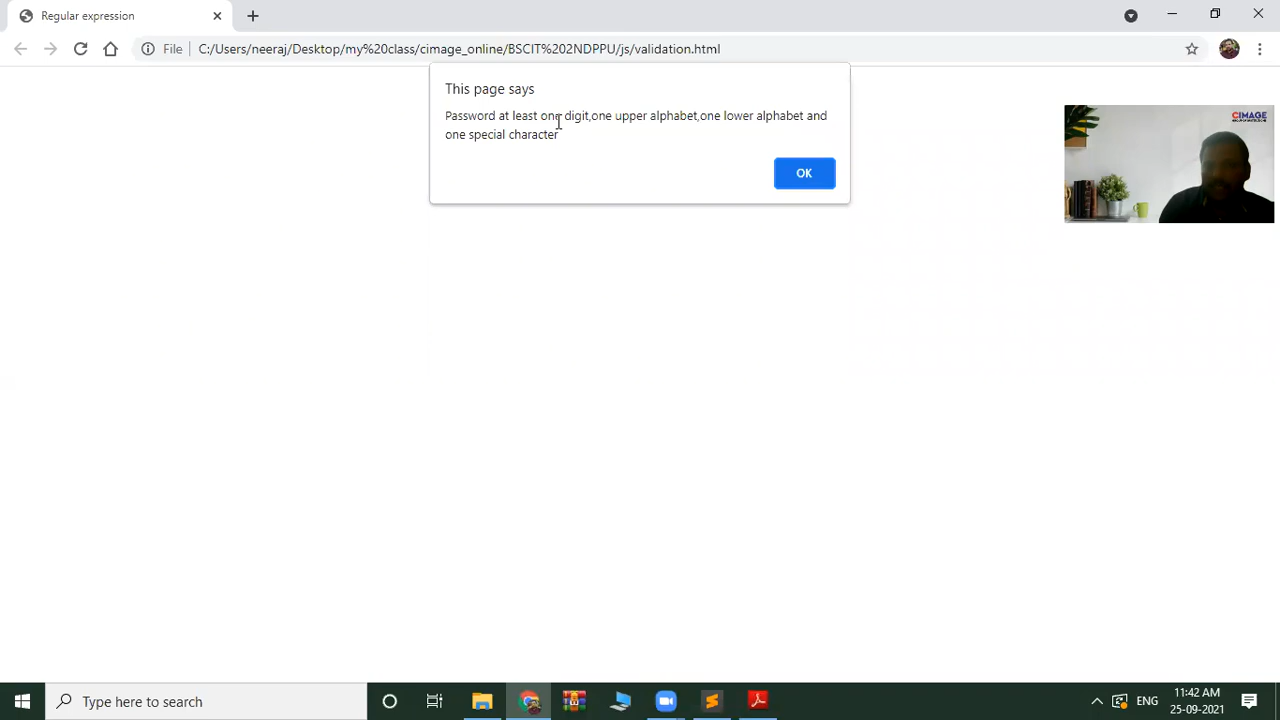 Regular expression
File
C:/Users/neeraj/Desktop/my%20class/cimage_online/BSCIT%202NDPPU/js/validation.html
This page says
Password at least one digit,one upper alphabet,one lower alphabet and
one special character
OK
CIMAGE
Type here to search
ENG
11:42 AM
25-09-2021